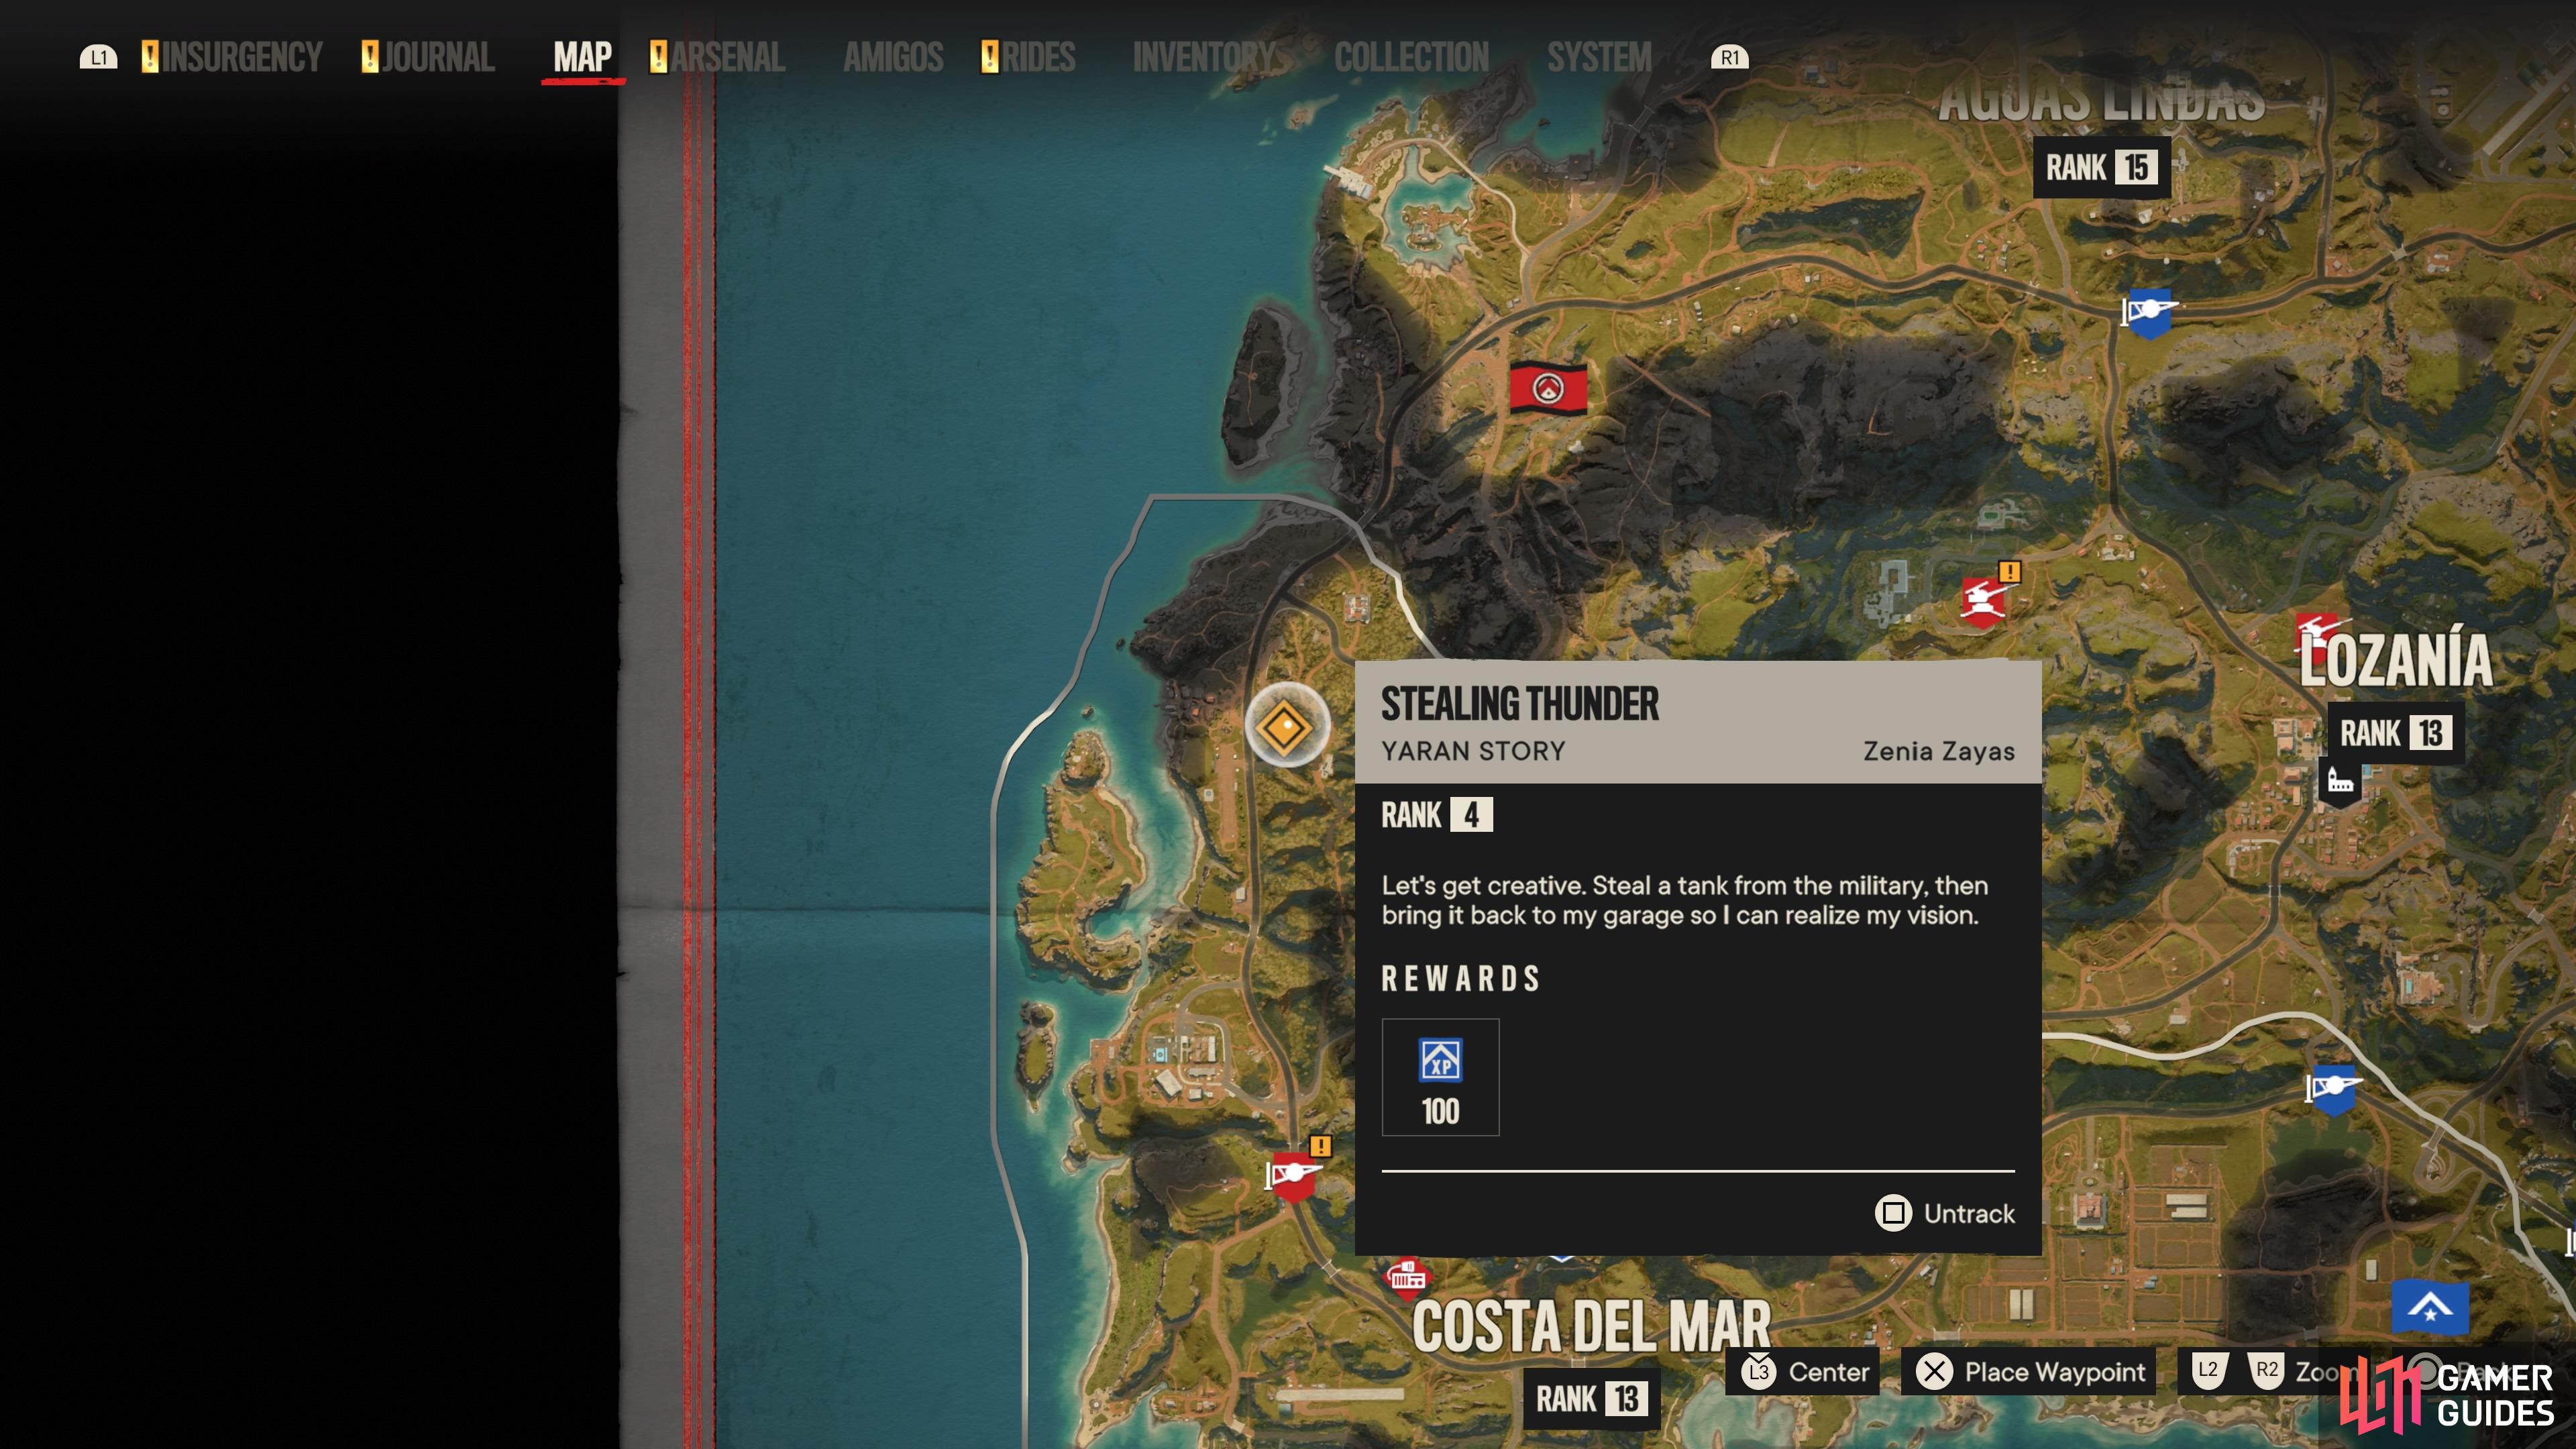 L1 ! INSURGENCY ! JOURNAL MAP ! ARSENAL AMIGOS ! RIDES INVENTORY COLLECTION SYSTEM R1
AGUAS LINDAS
RANK 15
!
LOZANÍA
RANK 13
STEALING THUNDER
YARAN STORY Zenia Zayas
RANK 4
Let's get creative. Steal a tank from the military, then
bring it back to my garage so I can realize my vision.
REWARDS
XP
100
!
Untrack
COSTA DEL MAR
RANK 13
L3 Center Place Waypoint L2 R2 Zoom
GAMER
GUIDES